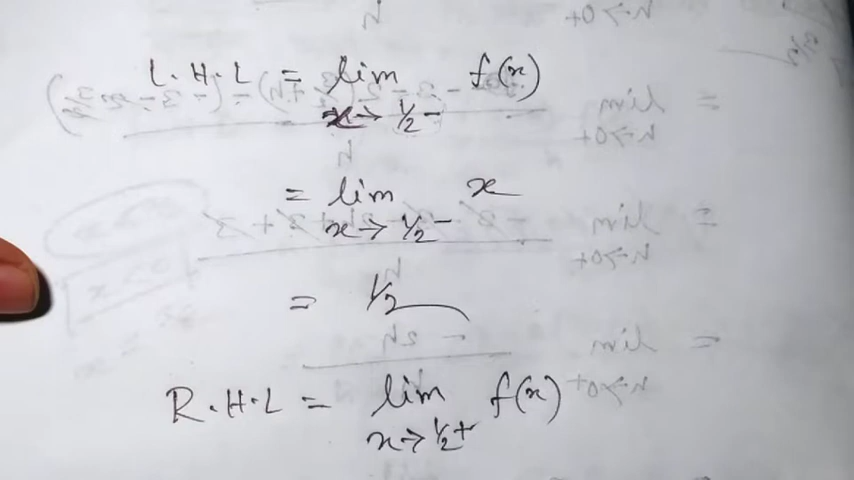 L.H.L = lim f(x)
x→1/2-
= lim x
x→1/2-
= 1/2
R.H.L = lim f(x)
x→1/2+